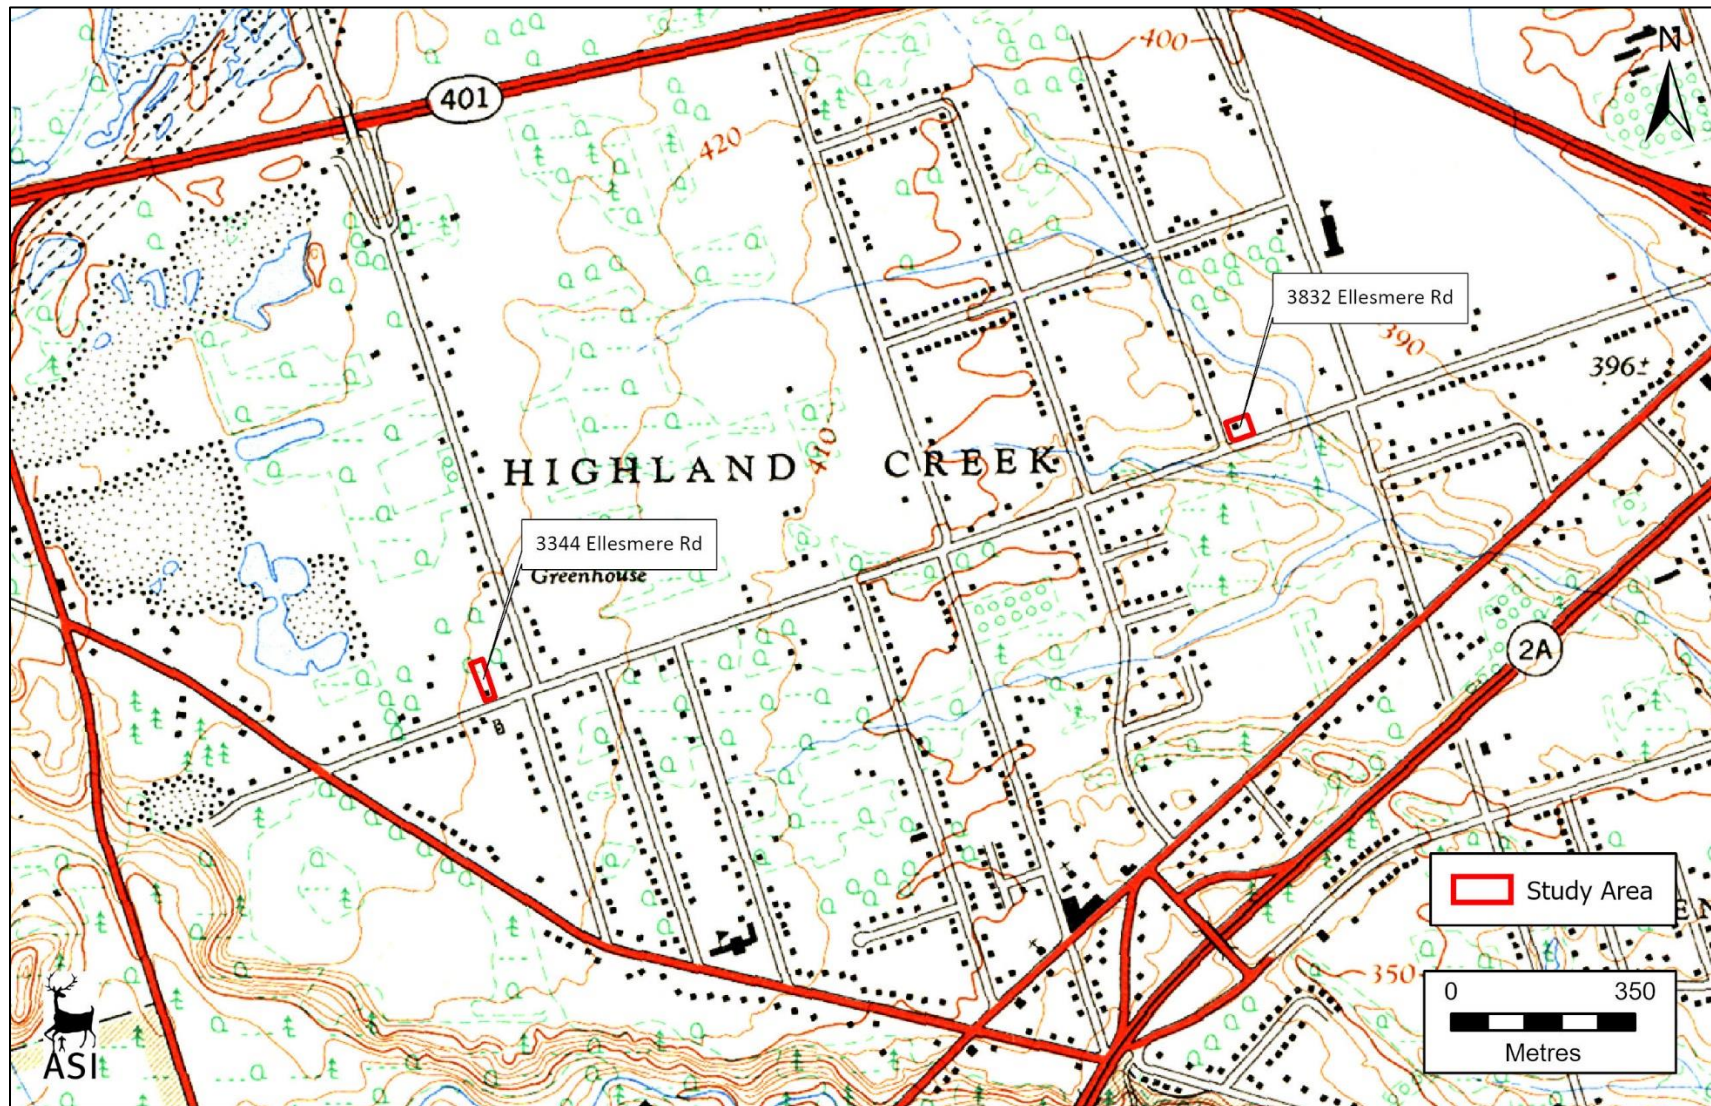 400
N
401
420
3832 Ellesmere Rd
390
396±
410
HIGHLAND CREEK
3344 Ellesmere Rd
Greenhouse
2A
Study Area
EN
350
0 350
Metres
ASI